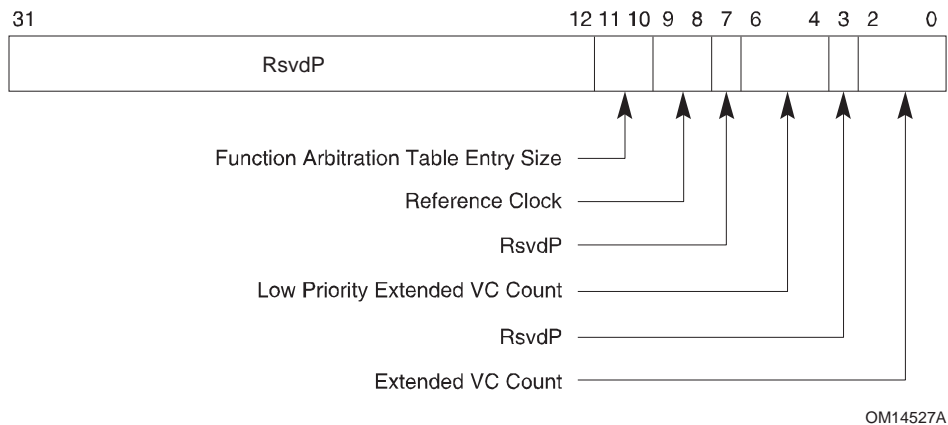 31 12 11 10 9 8 7 6 4 3 2 0
RsvdP
Function Arbitration Table Entry Size
Reference Clock
RsvdP
Low Priority Extended VC Count
RsvdP
Extended VC Count
OM14527A